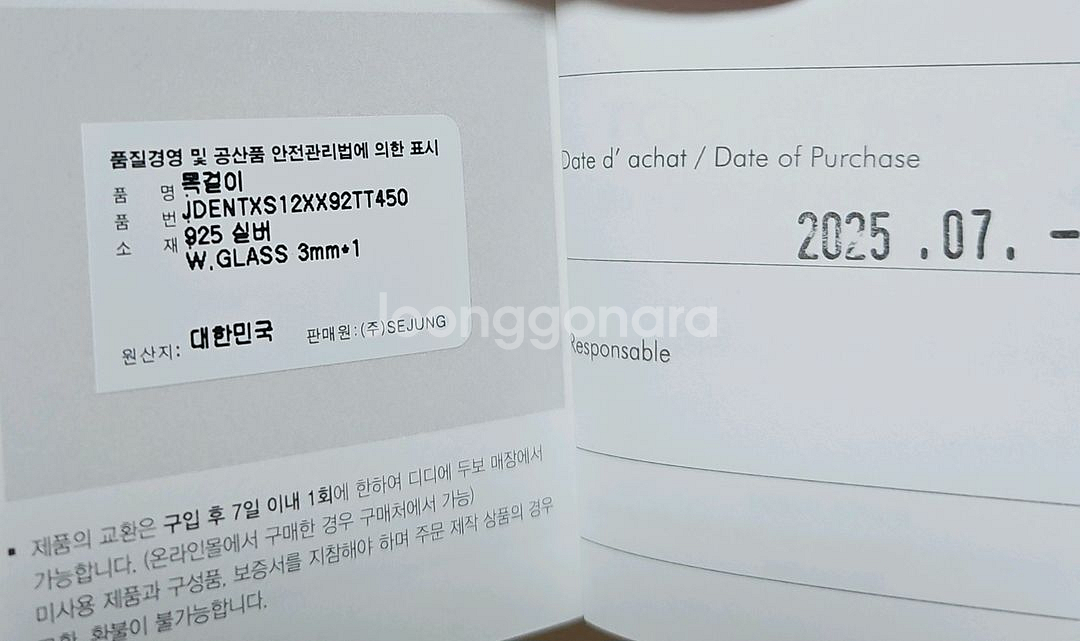 품질경영 및 공산품 안전관리법에 의한 표시
품 명 목걸이
품 번 JDENTXS12XX92TT450
소 재 925 실버
W.GLASS 3mm*1
원산지: 대한민국 판매원:(주)SEJUNG
▪ 제품의 교환은 구입 후 7일 이내 1회에 한하여 디디에 두보 매장에서
가능합니다. (온라인몰에서 구매한 경우 구매처에서 가능)
미사용 제품과 구성품, 보증서를 지참해야 하며 주문 제작 상품의 경우
교환, 환불이 불가능합니다.
Date d' achat / Date of Purchase
2025 .07. -
Responsable
joonggonara